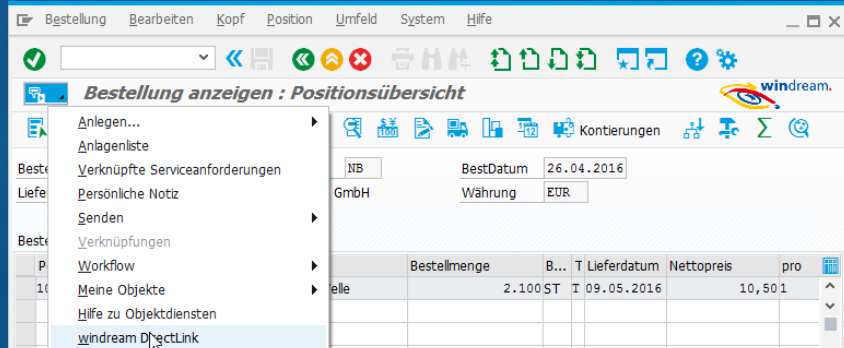 Bestellung Bearbeiten Kopf Position Umfeld System Hilfe
Bestellung anzeigen : Positionsübersicht
windream.
Kontierungen
Anlegen...
Anlagenliste
Verknüpfte Serviceanforderungen
Persönliche Notiz
Senden
Verknüpfungen
Workflow
Meine Objekte
Hilfe zu Objektdiensten
windream DirectLink
NB BestDatum 26.04.2016
GmbH Währung EUR
Bestellmenge B... T Lieferdatum Nettopreis pro
2.100 ST T 09.05.2016 10,50 1